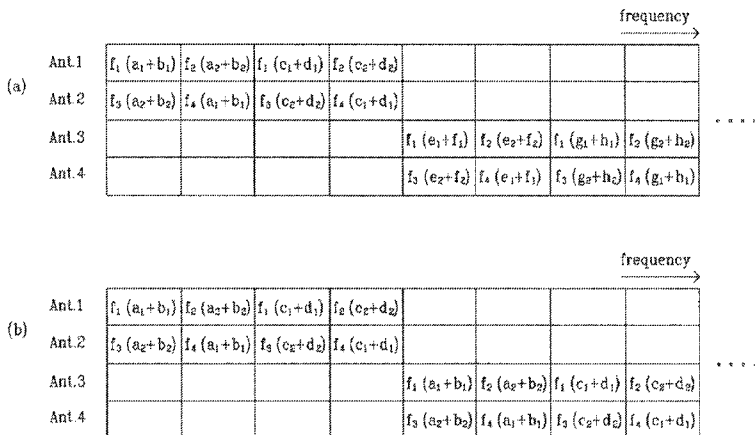 frequency
(a)
Ant.1 f₁ (a₁+b₁) f₂ (a₂+b₂) f₁ (c₁+d₁) f₂ (c₂+d₂)
Ant.2 f₃ (a₂+b₂) f₄ (a₁+b₁) f₃ (c₂+d₂) f₄ (c₁+d₁)
Ant.3 f₁ (e₁+f₁) f₂ (e₂+f₂) f₁ (g₁+h₁) f₂ (g₂+h₂)
Ant.4 f₃ (e₂+f₂) f₄ (e₁+f₁) f₃ (g₂+h₂) f₄ (g₁+h₁)
....
frequency
(b)
Ant.1 f₁ (a₁+b₁) f₂ (a₂+b₂) f₁ (c₁+d₁) f₂ (c₂+d₂)
Ant.2 f₃ (a₂+b₂) f₄ (a₁+b₁) f₃ (c₂+d₂) f₄ (c₁+d₁)
Ant.3 f₁ (a₁+b₁) f₂ (a₂+b₂) f₁ (c₁+d₁) f₂ (c₂+d₂)
Ant.4 f₃ (a₂+b₂) f₄ (a₁+b₁) f₃ (c₂+d₂) f₄ (c₁+d₁)
....